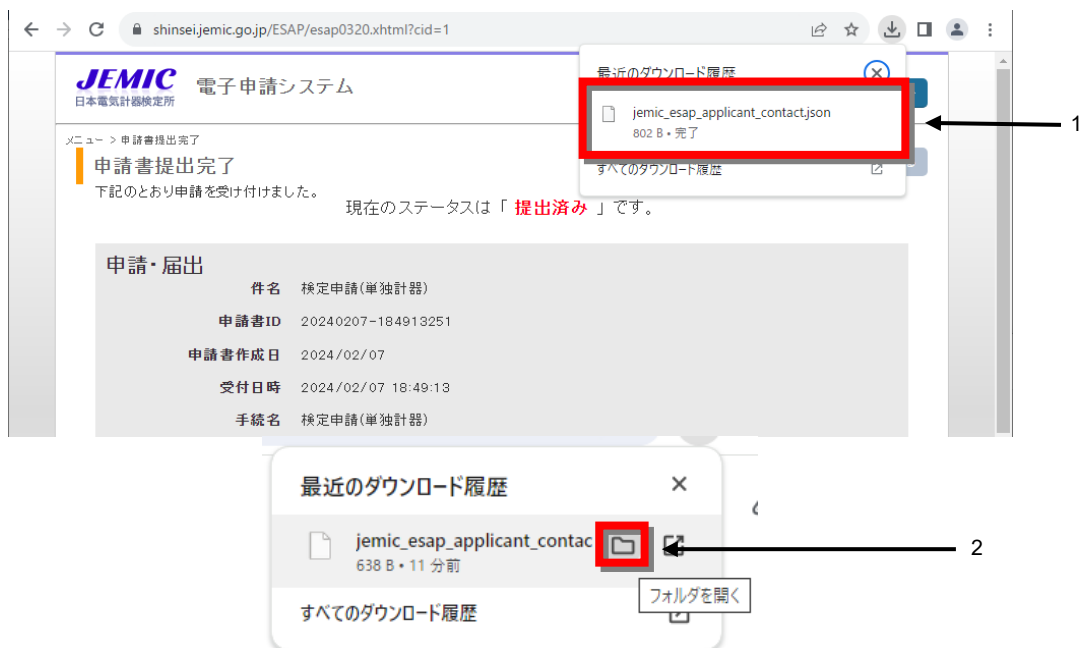 shinsei.jemic.go.jp/ESAP/esap0320.xhtml?cid=1
JEMIC 電子申請システム
日本電気計器検定所
最近のダウンロード履歴
jemic_esap_applicant_contact.json
802 B • 完了
すべてのダウンロード履歴
1
メニュー > 申請書提出完了
申請書提出完了
下記のとおり申請を受け付けました。
現在のステータスは「 提出済み 」です。
申請・届出
件名 検定申請(単独計器)
申請書ID 20240207-184913251
申請書作成日 2024/02/07
受付日時 2024/02/07 18:49:13
手続名 検定申請(単独計器)
最近のダウンロード履歴
jemic_esap_applicant_contac
638 B • 11 分前
2
フォルダを開く
すべてのダウンロード履歴